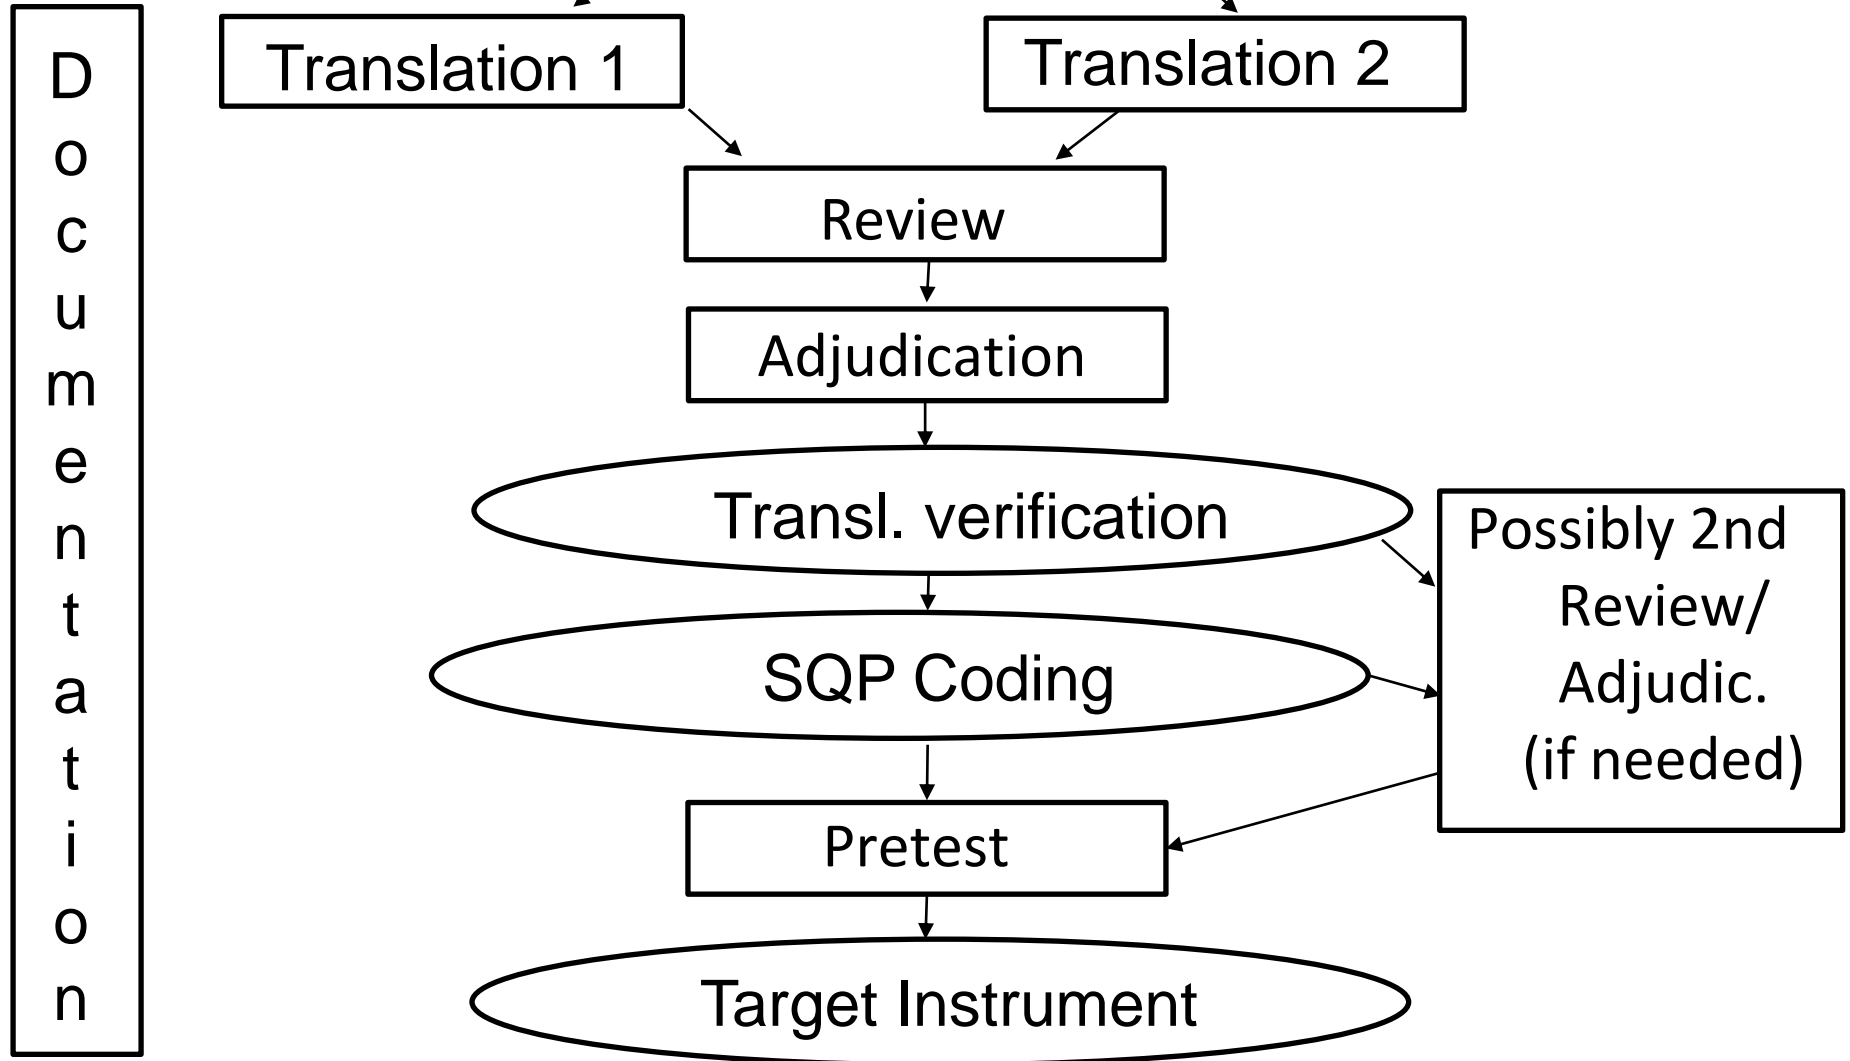 Documentation
Translation 1
Translation 2
Review
Adjudication
Transl. verification
SQP Coding
Possibly 2nd
Review/
Adjudic.
(if needed)
Pretest
Target Instrument